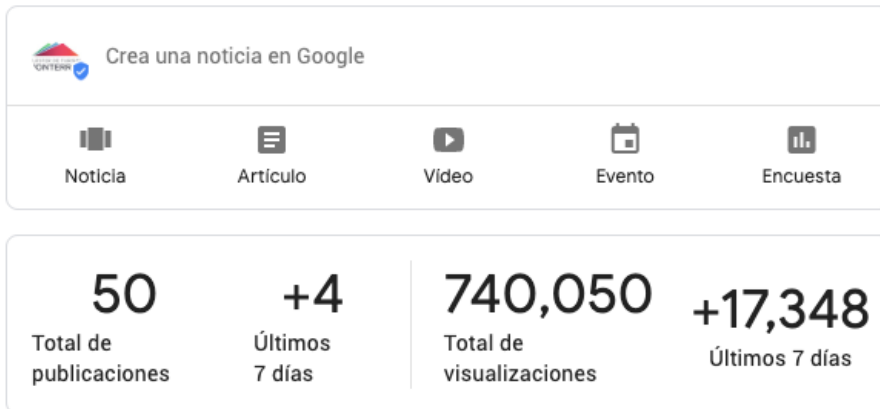 Crea una noticia en Google
Noticia
Artículo
Vídeo
Evento
Encuesta
50
+4
740,050
+17,348
Total de
publicaciones
Últimos
7 días
Total de
visualizaciones
Últimos 7 días